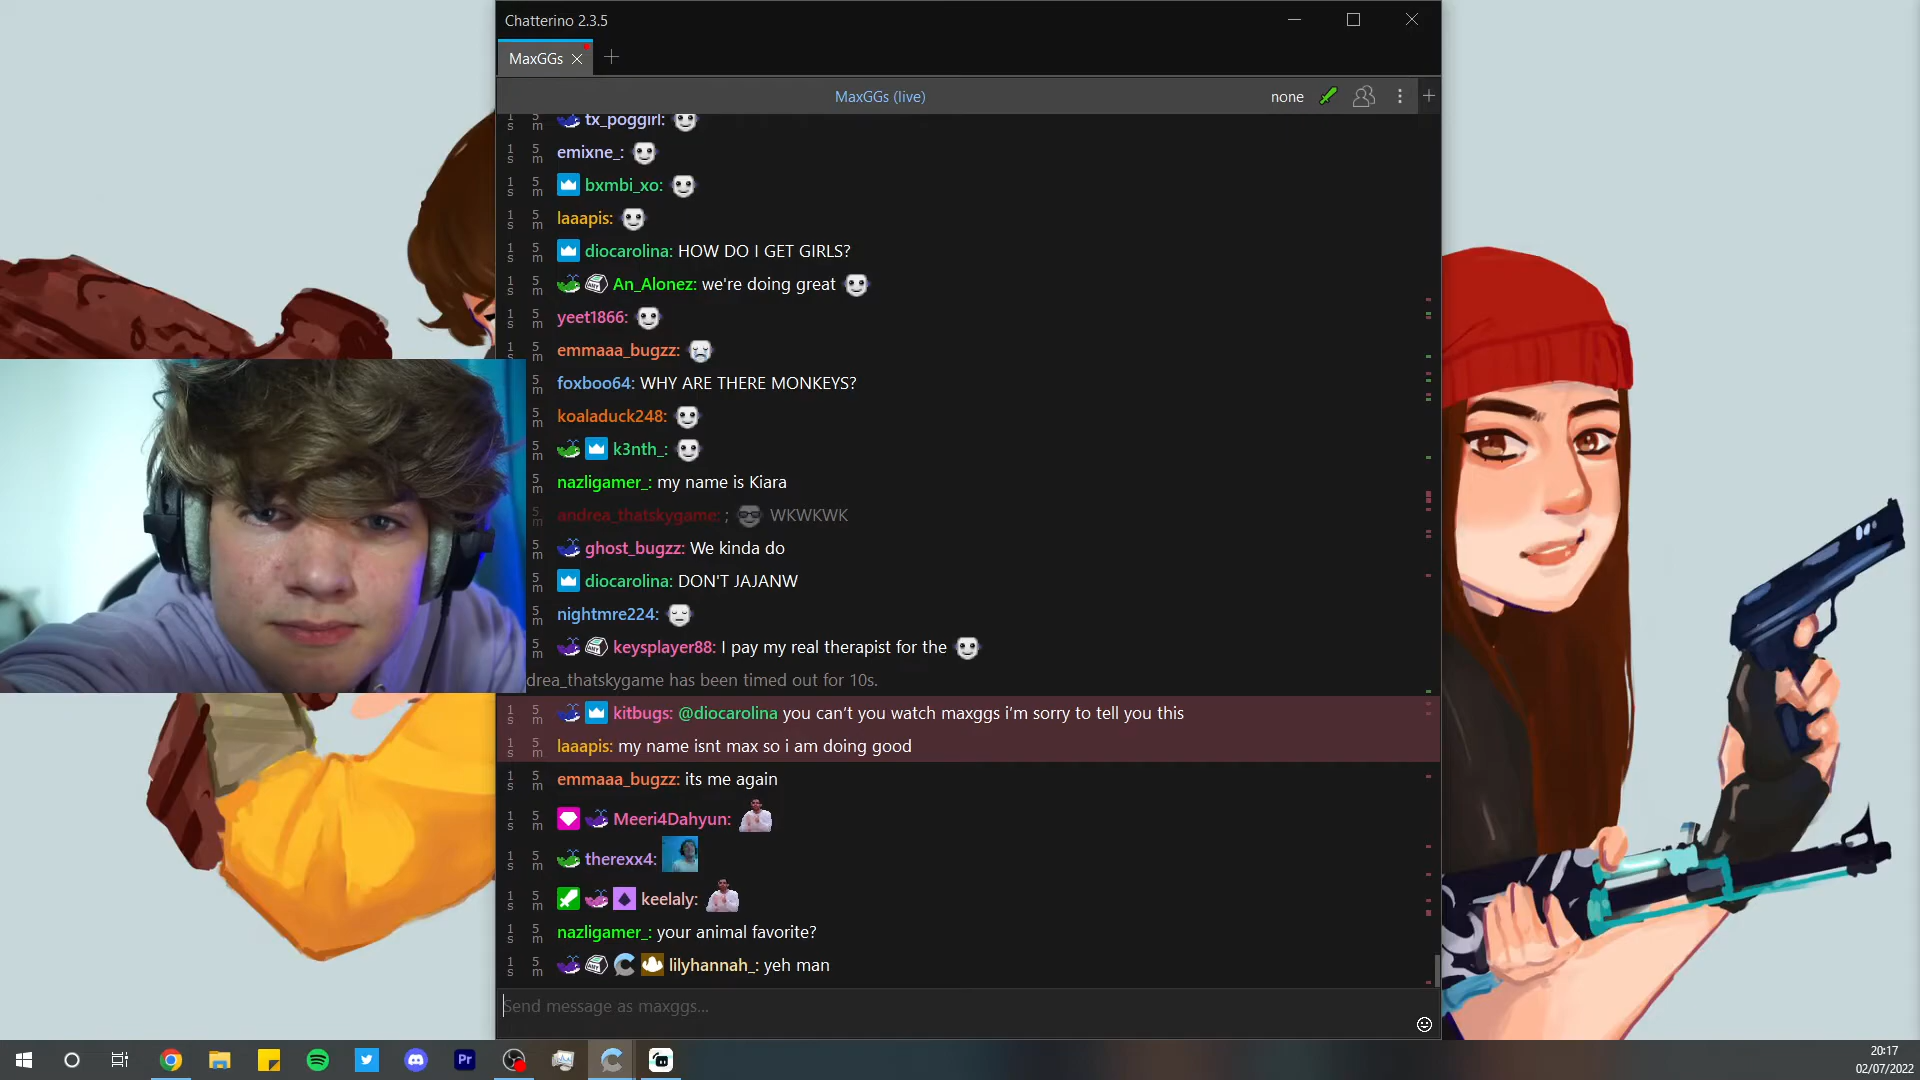 Chatterino 2.3.5
MaxGGs
MaxGGs (live)
none
tx_poggirl:
emixne_:
bxmbi_xo:
laaapis:
diocarolina: HOW DO I GET GIRLS?
An_Alonez: we're doing great
yeet1866:
emmaaa_bugzz:
foxboo64: WHY ARE THERE MONKEYS?
koaladuck248:
k3nth_:
nazligamer_: my name is Kiara
andrea_thatskygame: ; WKWKWK
ghost_bugzz: We kinda do
diocarolina: DON'T JAJANW
nightmre224:
keysplayer88: I pay my real therapist for the
drea_thatskygame has been timed out for 10s.
kitbugs: @diocarolina you can’t you watch maxggs i’m sorry to tell you this
laaapis: my name isnt max so i am doing good
emmaaa_bugzz: its me again
Meeri4Dahyun:
therexx4:
keelaly:
nazligamer_: your animal favorite?
lilyhannah_: yeh man
Send message as maxggs...
Pr
20:17
02/07/2022